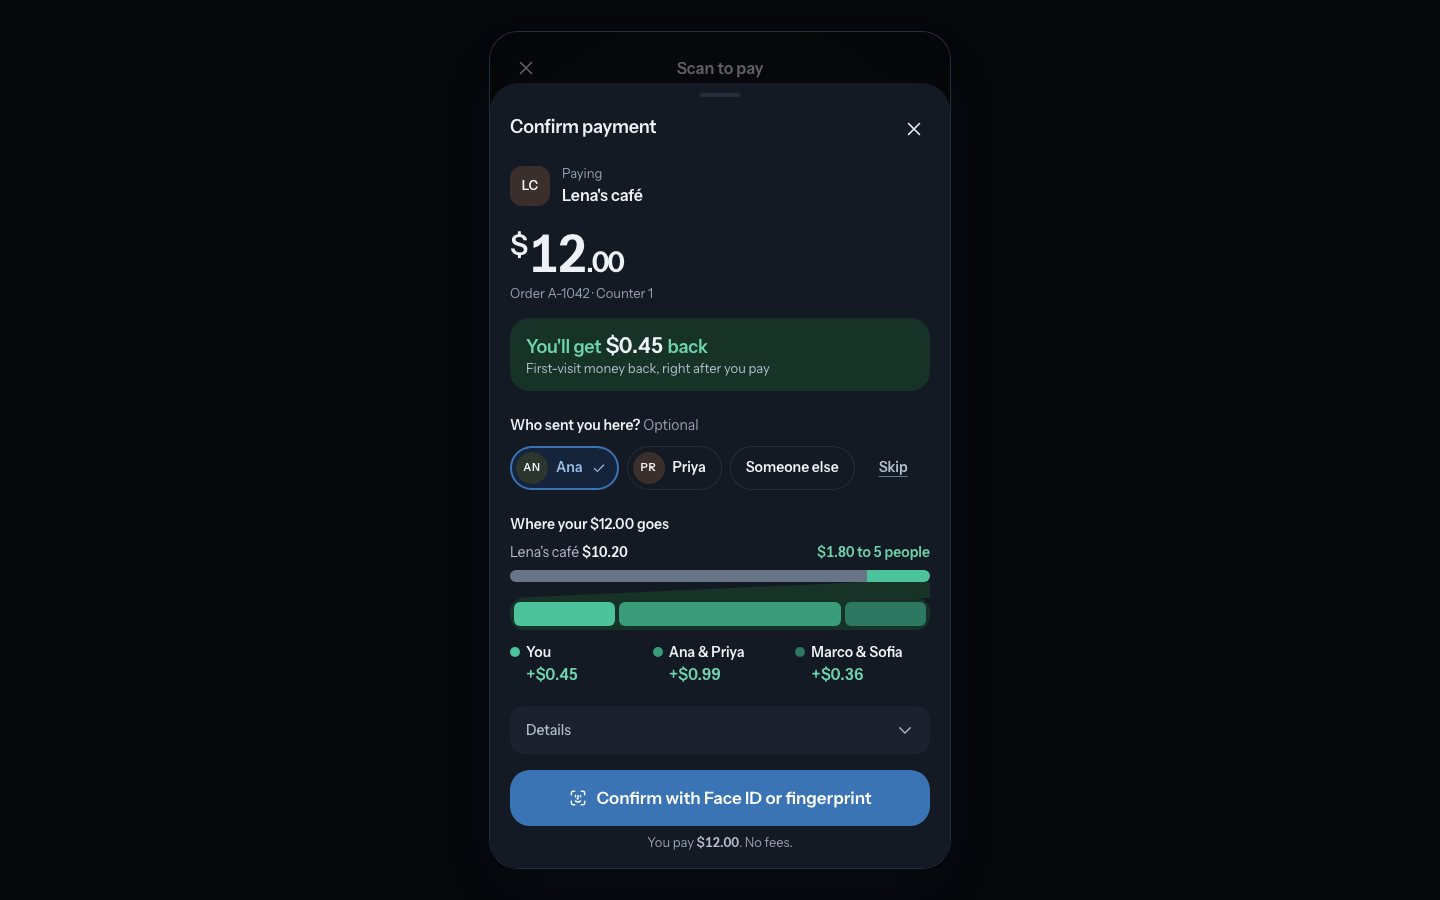 Scan to pay
Confirm payment
LC
Paying
Lena's café
$12.00
Order A-1042 · Counter 1
You'll get $0.45 back
First-visit money back, right after you pay
Who sent you here? Optional
AN Ana PR Priya Someone else Skip
Where your $12.00 goes
Lena's café $10.20 $1.80 to 5 people
You Ana & Priya Marco & Sofia
+$0.45 +$0.99 +$0.36
Details
Confirm with Face ID or fingerprint
You pay $12.00. No fees.